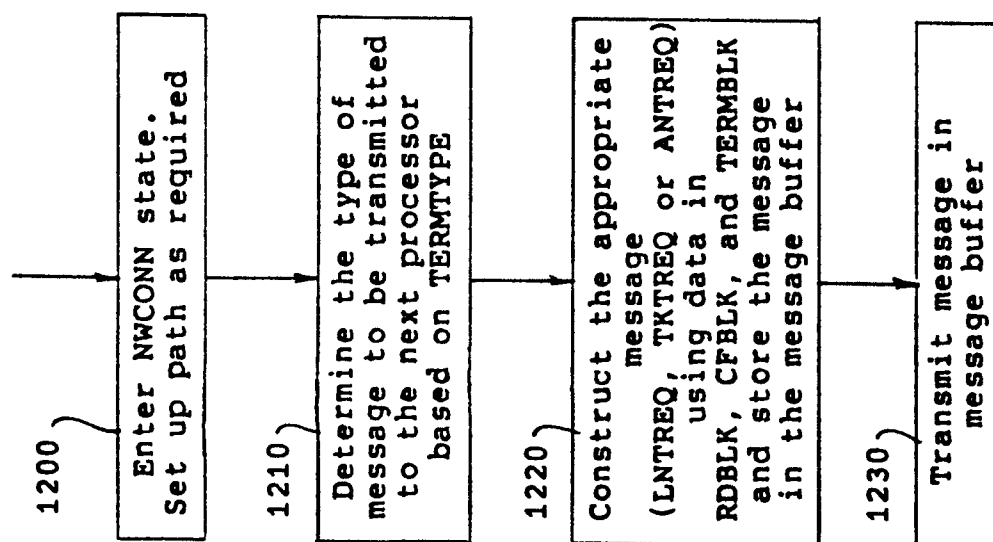 1200
Enter NWCONN state.
Set up path as required
1210
Determine the type of
message to be transmitted
to the next processor
based on TERMTYPE
1220
Construct the appropriate
message
(LNTREQ, TKTREQ or ANTREQ)
using data in
RDBLK, CFBLK, and TERMBLK
and store the message
in the message buffer
1230
Transmit message in
message buffer